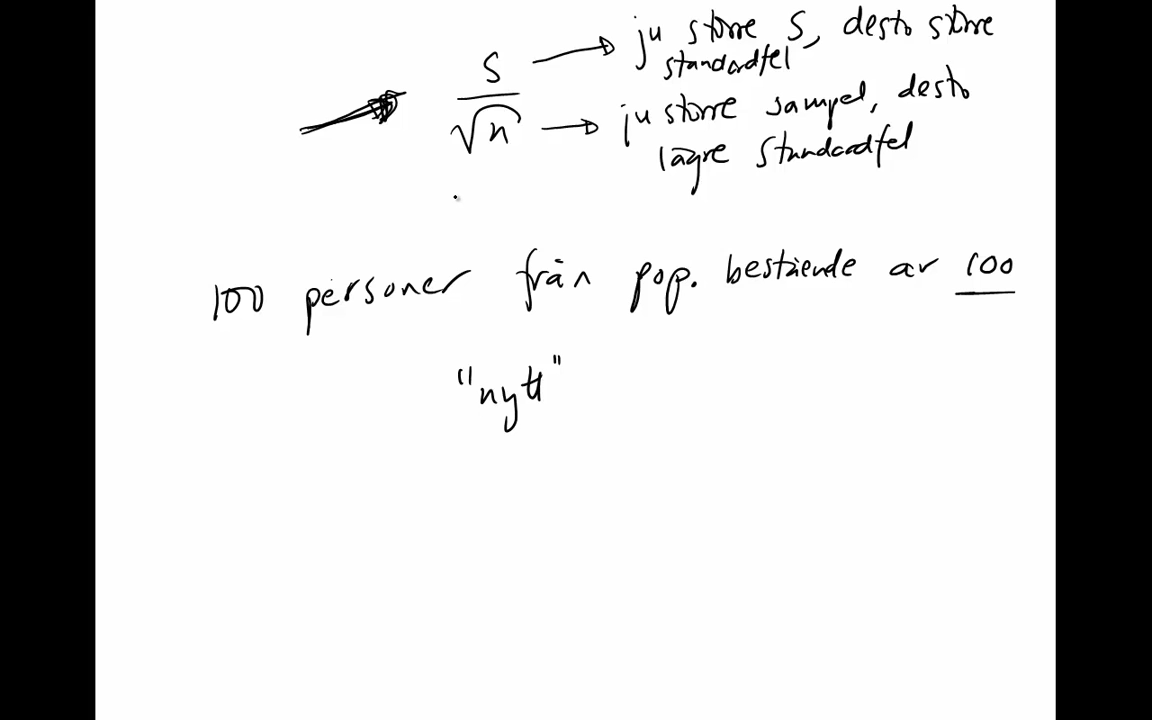 ju större s, desto större
standardfel
s
√n
ju större sampel, desto
lägre standardfel
100 personer från pop. bestående av 100
"nytt"